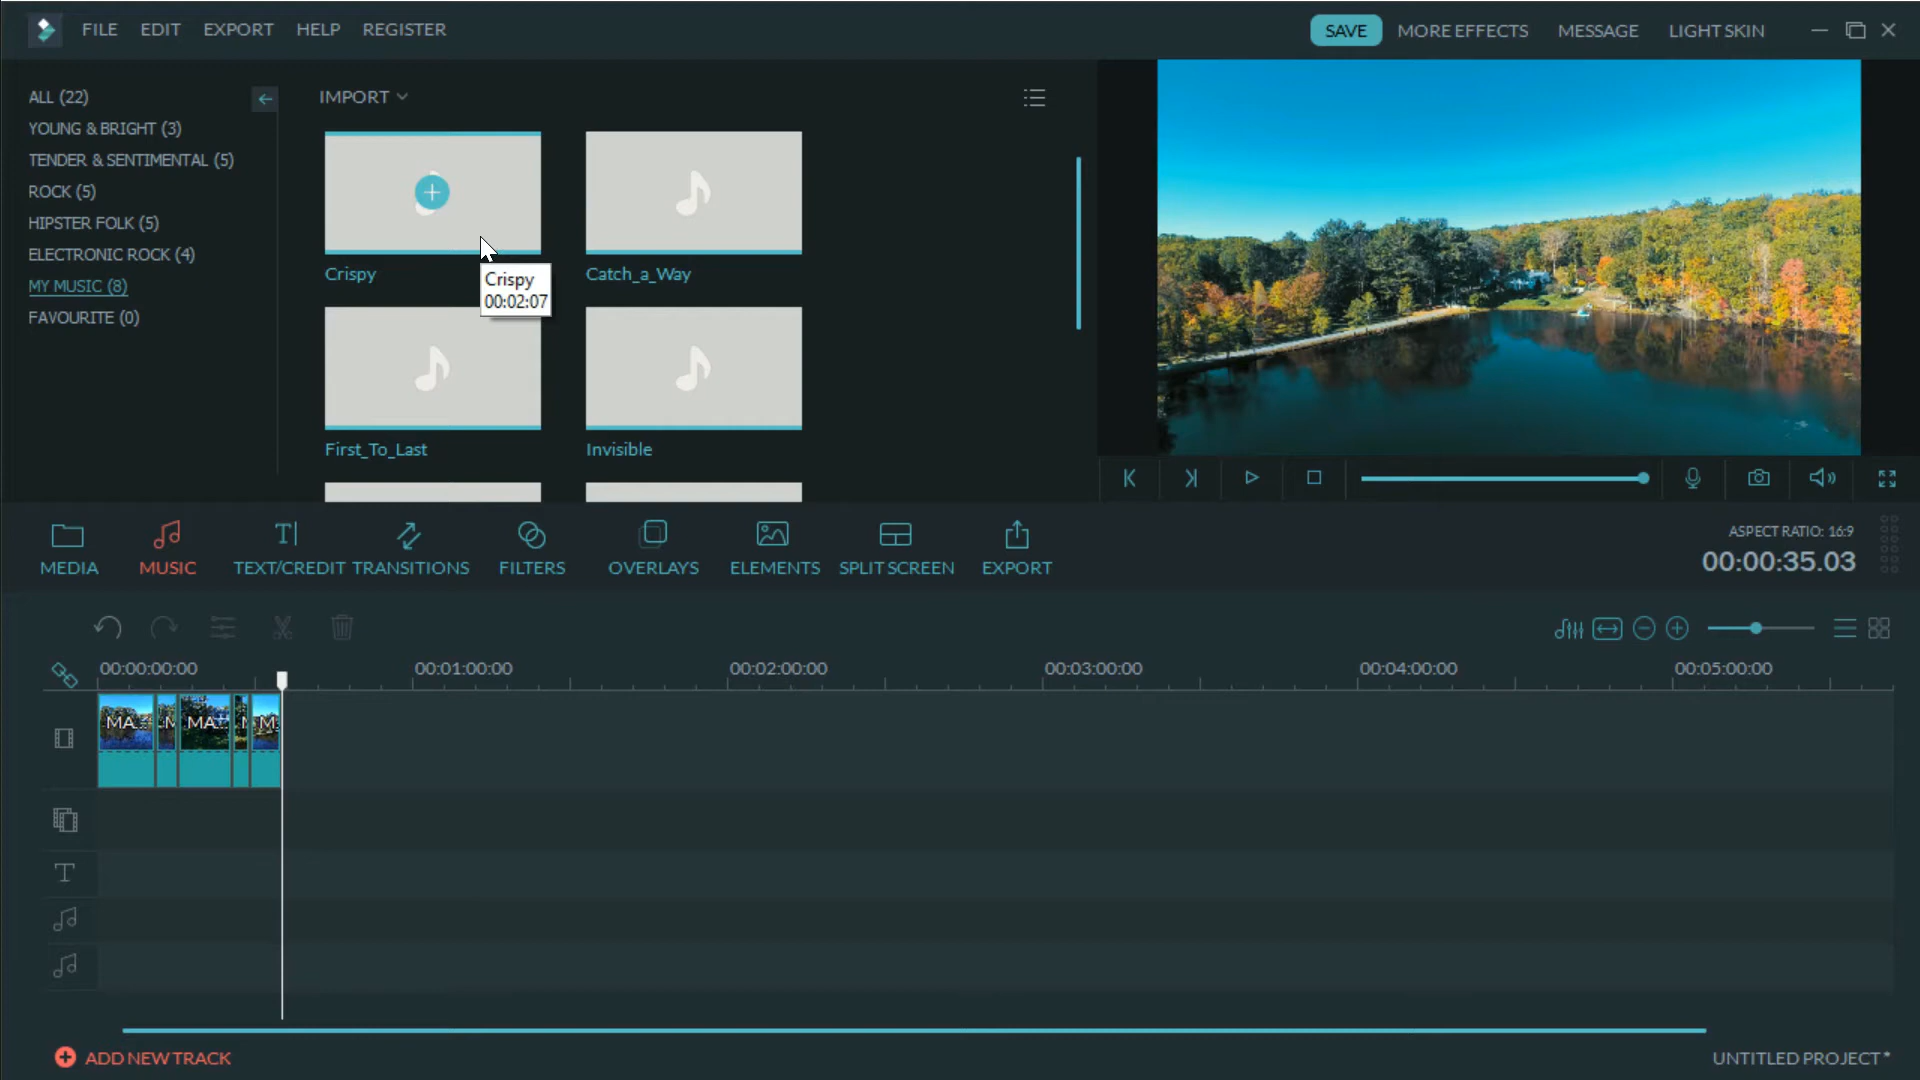 FILE EDIT EXPORT HELP REGISTER
SAVE MORE EFFECTS MESSAGE LIGHT SKIN
ALL (22)
YOUNG & BRIGHT (3)
TENDER & SENTIMENTAL (5)
ROCK (5)
HIPSTER FOLK (5)
ELECTRONIC ROCK (4)
MY MUSIC (8)
FAVOURITE (0)
IMPORT
Crispy
Catch_a_Way
Crispy
00:02:07
First_To_Last
Invisible
MEDIA MUSIC TEXT/CREDIT TRANSITIONS FILTERS OVERLAYS ELEMENTS SPLIT SCREEN EXPORT
ASPECT RATIO: 16:9
00:00:35.03
00:00:00:00 00:01:00:00 00:02:00:00 00:03:00:00 00:04:00:00 00:05:00:00
MA... M MA... M M
T
ADD NEW TRACK
UNTITLED PROJECT *